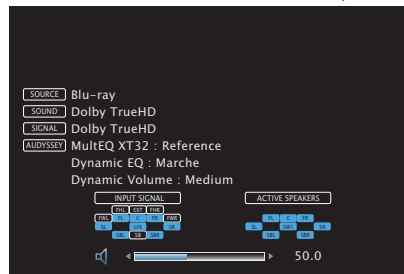 SOURCE Blu-ray
SOUND Dolby TrueHD
SIGNAL Dolby TrueHD
AUDYSSEY MultEQ XT32 : Reference
Dynamic EQ : Marche
Dynamic Volume : Medium
INPUT SIGNAL ACTIVE SPEAKERS
FHL EXT FHR
FWL FL C FR FWR FL C FR
SL LFE SR SL SW1 SR
SBL SB SBR SBL SBR
50.0